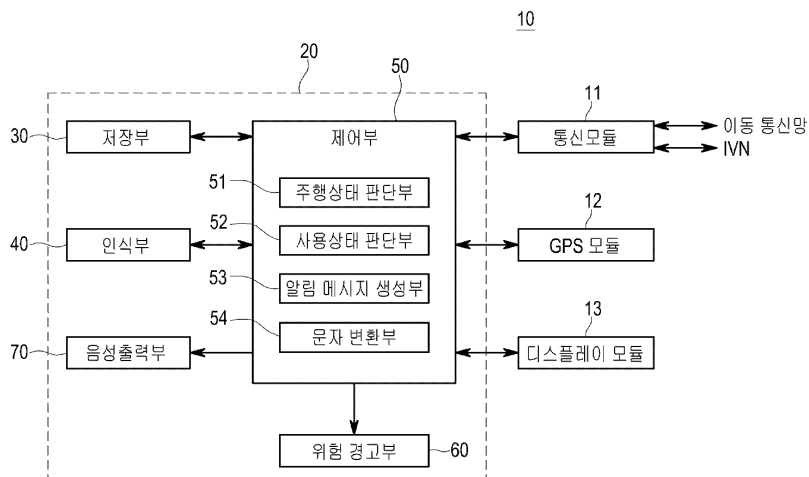 10
20
50
11
30
저장부
제어부
통신모듈
이동 통신망
IVN
51
주행상태 판단부
12
52
사용상태 판단부
40
인식부
GPS 모듈
53
알림 메시지 생성부
54
문자 변환부
13
70
음성출력부
디스플레이 모듈
위험 경고부
60